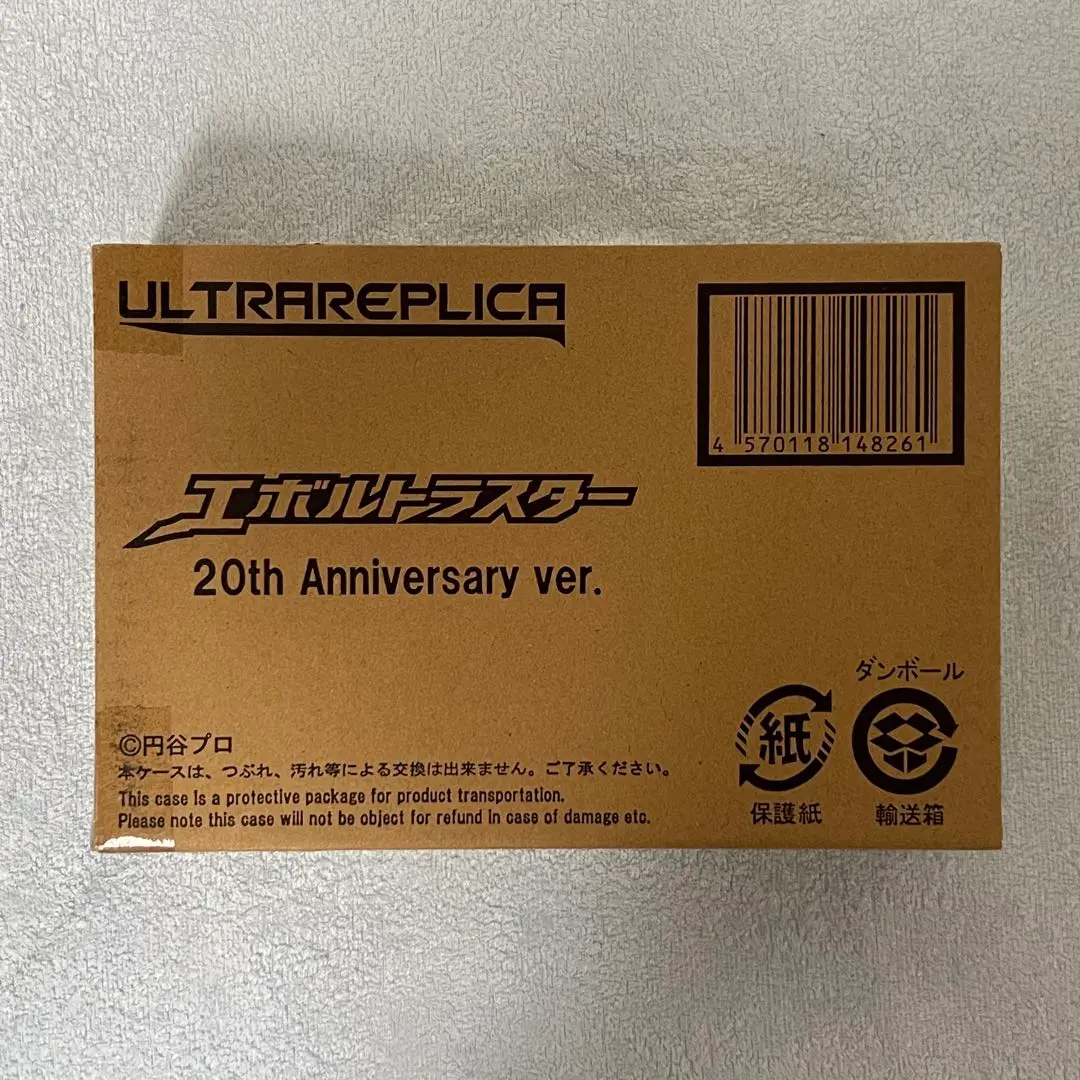 ULTRAREPLICA
4 570118 148261
エボルトラスター
20th Anniversary ver.
©円谷プロ
本ケースは、つぶれ、汚れ等による交換は出来ません。ご了承ください。
This case is a protective package for product transportation.
Please note this case will not be object for refund in case of damage etc.
ダンボール
紙
保護紙
輸送箱